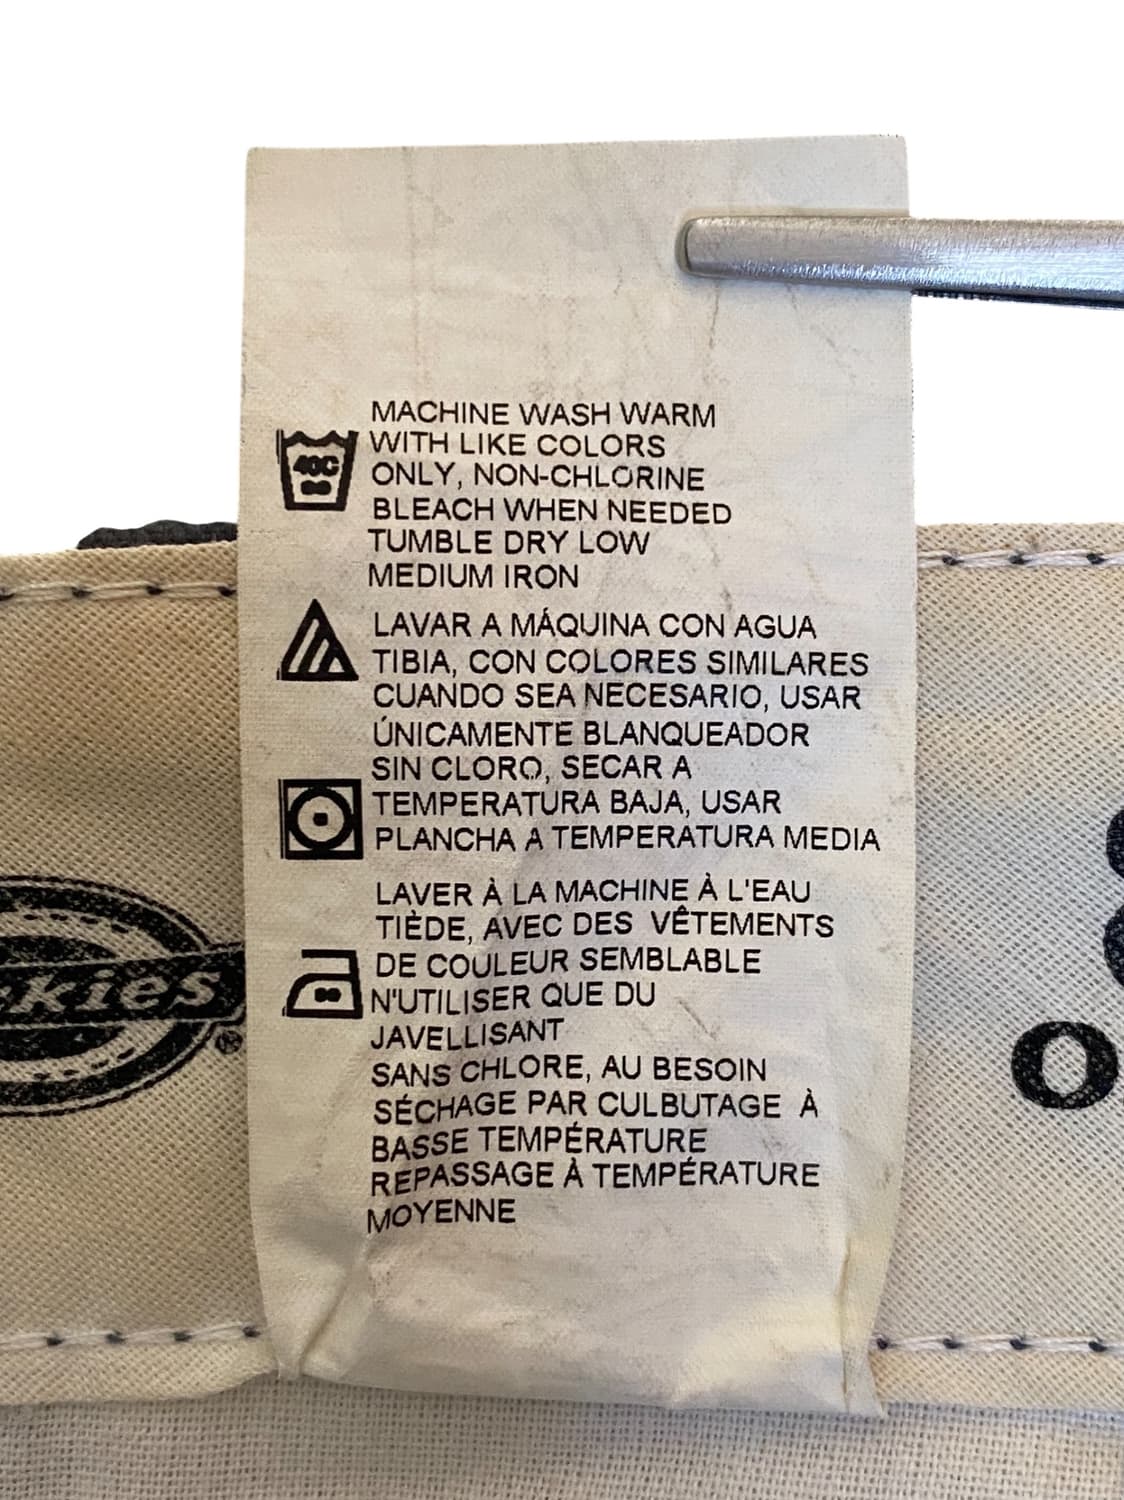 MACHINE WASH WARM
WITH LIKE COLORS
ONLY, NON-CHLORINE
BLEACH WHEN NEEDED
TUMBLE DRY LOW
MEDIUM IRON
40C
LAVAR A MÁQUINA CON AGUA
TIBIA, CON COLORES SIMILARES
CUANDO SEA NECESARIO, USAR
ÚNICAMENTE BLANQUEADOR
SIN CLORO, SECAR A
TEMPERATURA BAJA, USAR
PLANCHA A TEMPERATURA MEDIA
LAVER À LA MACHINE À L'EAU
TIÈDE, AVEC DES VÊTEMENTS
DE COULEUR SEMBLABLE
N'UTILISER QUE DU
JAVELLISANT
SANS CHLORE, AU BESOIN
SÉCHAGE PAR CULBUTAGE À
BASSE TEMPÉRATURE
REPASSAGE À TEMPÉRATURE
MOYENNE
kies®